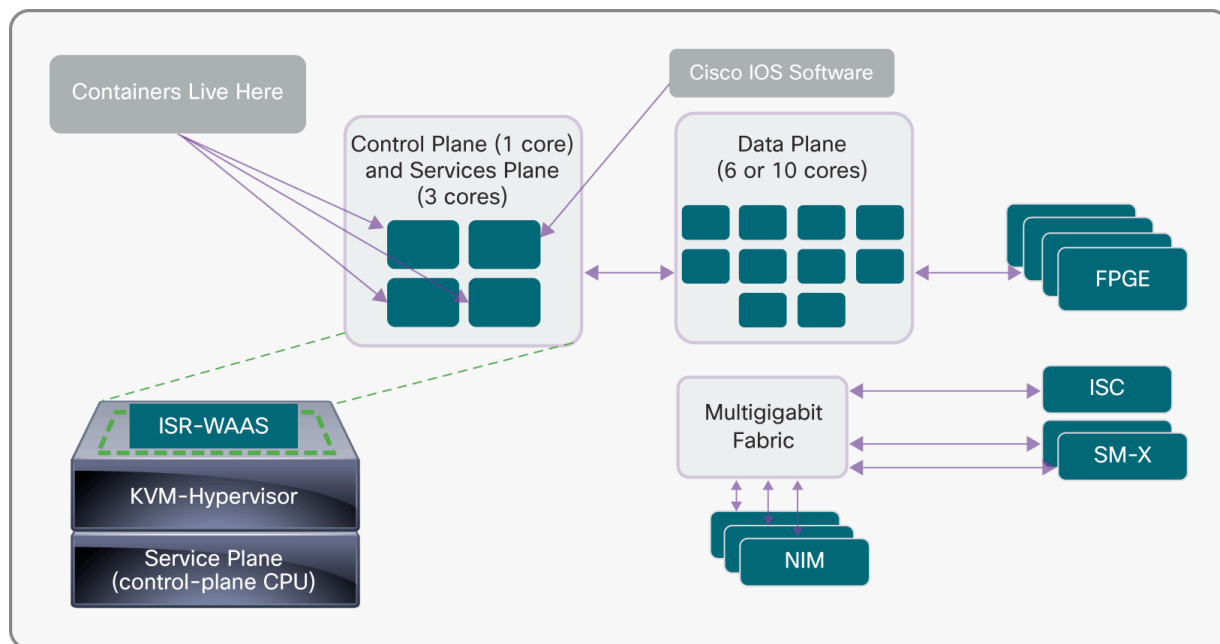 Containers Live Here
Cisco IOS Software
Control Plane (1 core)
and Services Plane
(3 cores)
Data Plane
(6 or 10 cores)
FPGE
ISR-WAAS
KVM-Hypervisor
Service Plane
(control-plane CPU)
Multigigabit
Fabric
ISC
SM-X
NIM